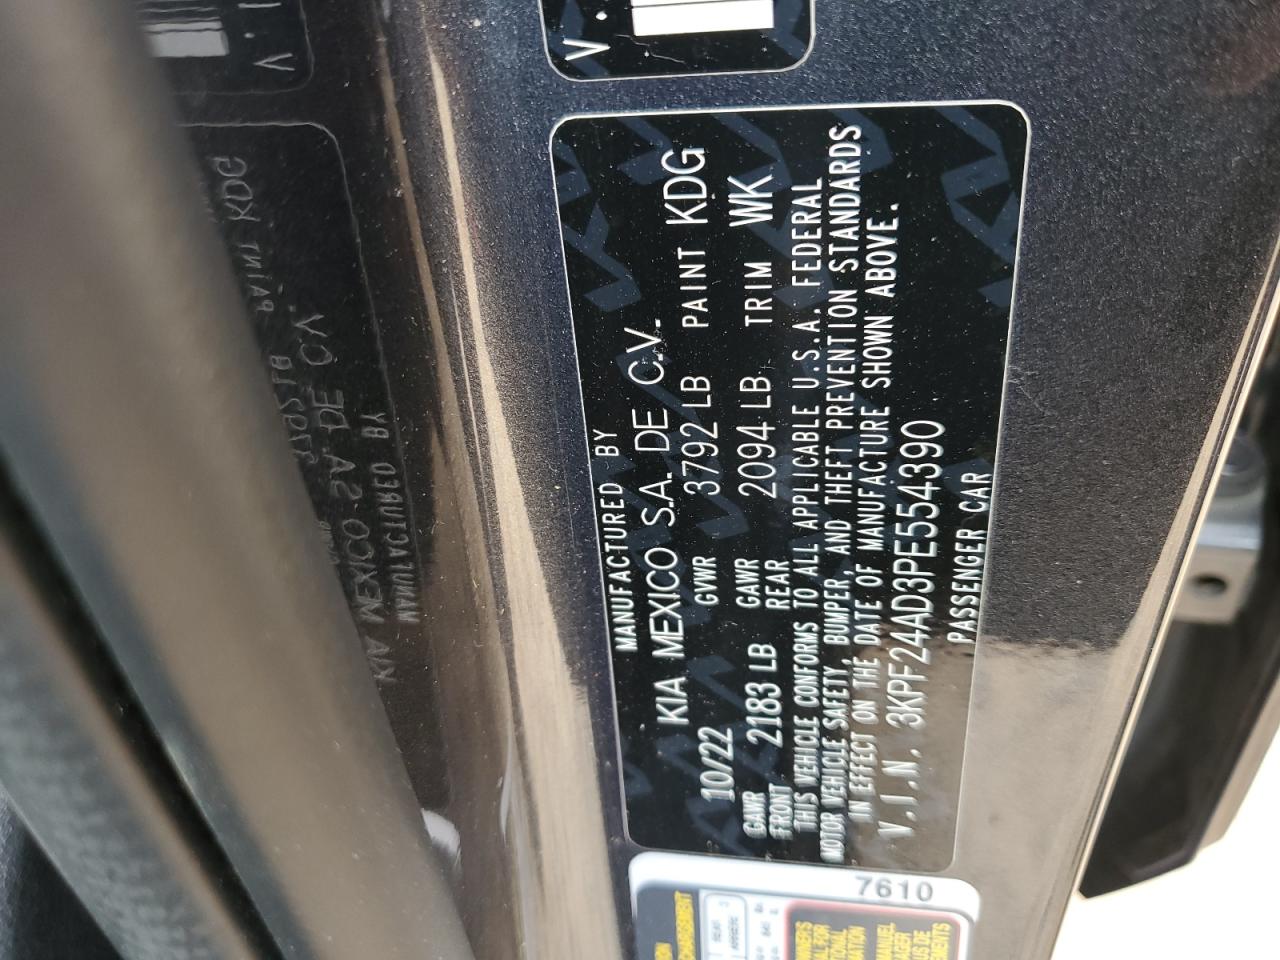 MANUFACTURED BY
KIA MEXICO S.A. DE C.V.
10/22 GVWR 3792 LB PAINT KDG
GAWR FRONT 2183 LB GAWR REAR 2094 LB TRIM WK
THIS VEHICLE CONFORMS TO ALL APPLICABLE U.S.A. FEDERAL
MOTOR VEHICLE SAFETY, BUMPER, AND THEFT PREVENTION STANDARDS
IN EFFECT ON THE DATE OF MANUFACTURE SHOWN ABOVE.
V.I.N. 3KPF24AD3PE554390
PASSENGER CAR
7610